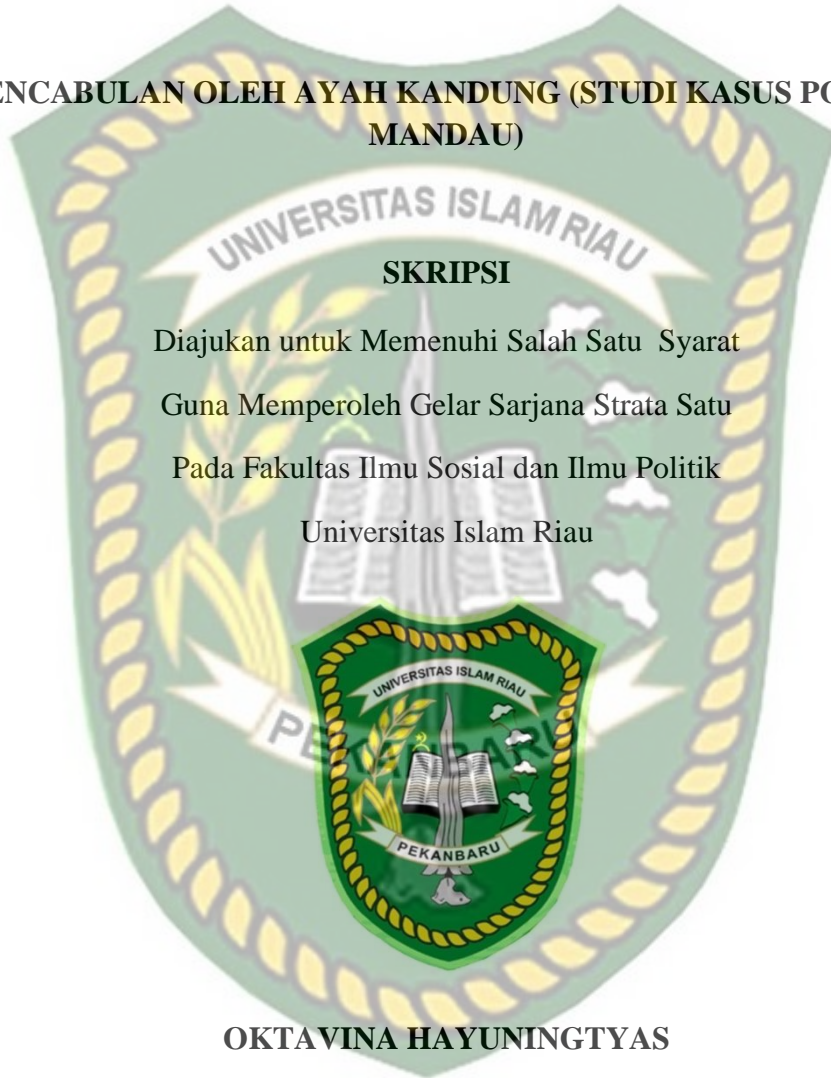 ENCABULAN OLEH AYAH KANDUNG (STUDI KASUS PO
MANDAU)
UNIVERSITAS ISLAM RIAU
SKRIPSI
Diajukan untuk Memenuhi Salah Satu Syarat
Guna Memperoleh Gelar Sarjana Strata Satu
Pada Fakultas Ilmu Sosial dan Ilmu Politik
Universitas Islam Riau
UNIVERSITAS ISLAM RIAU
PEKANBARU
PEKANBARU
OKTAVINA HAYUNINGTYAS